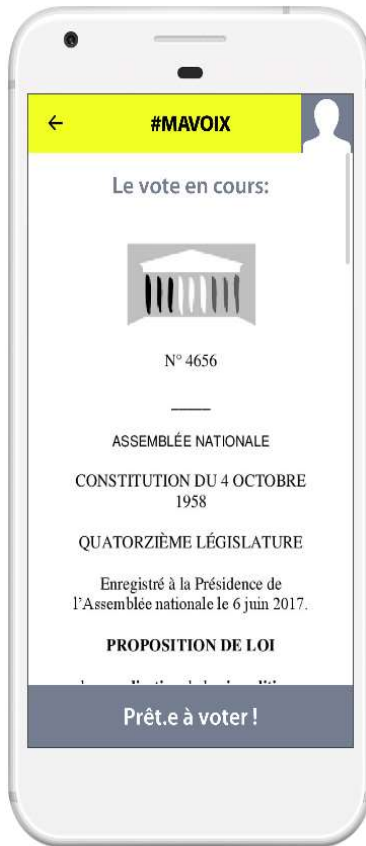 #MAVOIX
Le vote en cours:
N° 4656
ASSEMBLÉE NATIONALE
CONSTITUTION DU 4 OCTOBRE
1958
QUATORZIÈME LÉGISLATURE
Enregistré à la Présidence de
l'Assemblée nationale le 6 juin 2017.
PROPOSITION DE LOI
Prêt.e à voter !